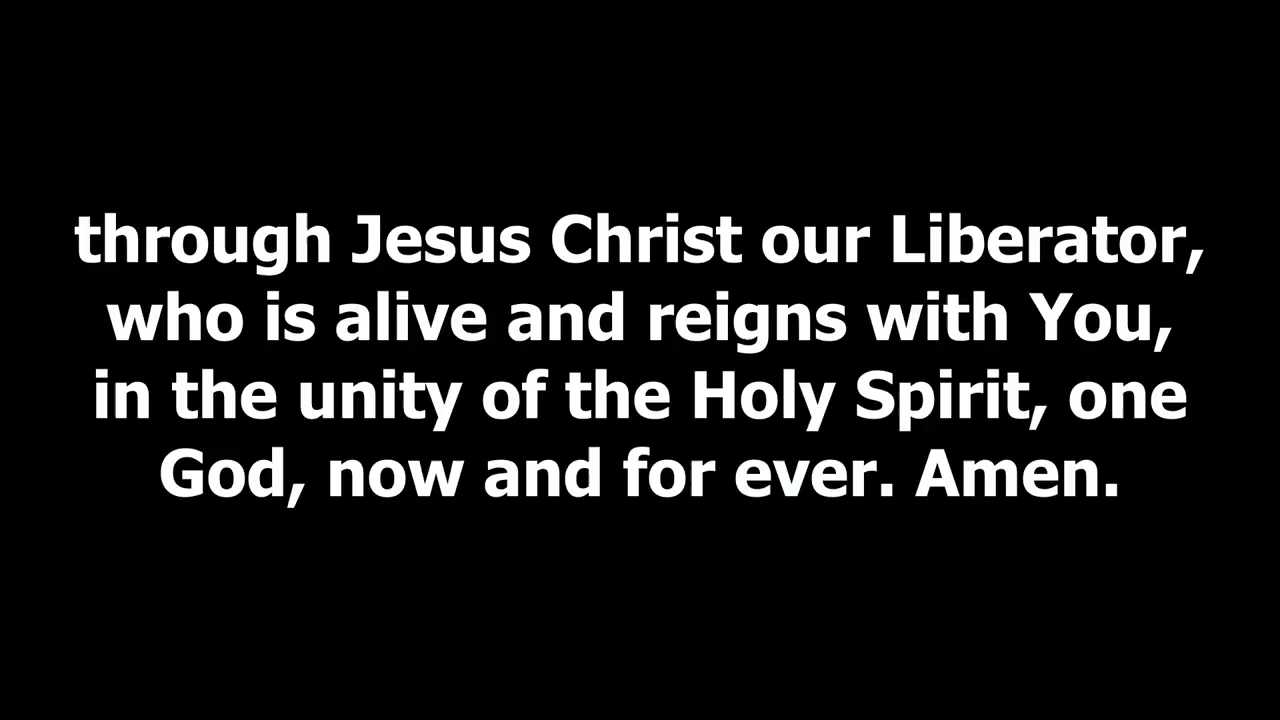 through Jesus Christ our Liberator,
who is alive and reigns with You,
in the unity of the Holy Spirit, one
God, now and for ever. Amen.